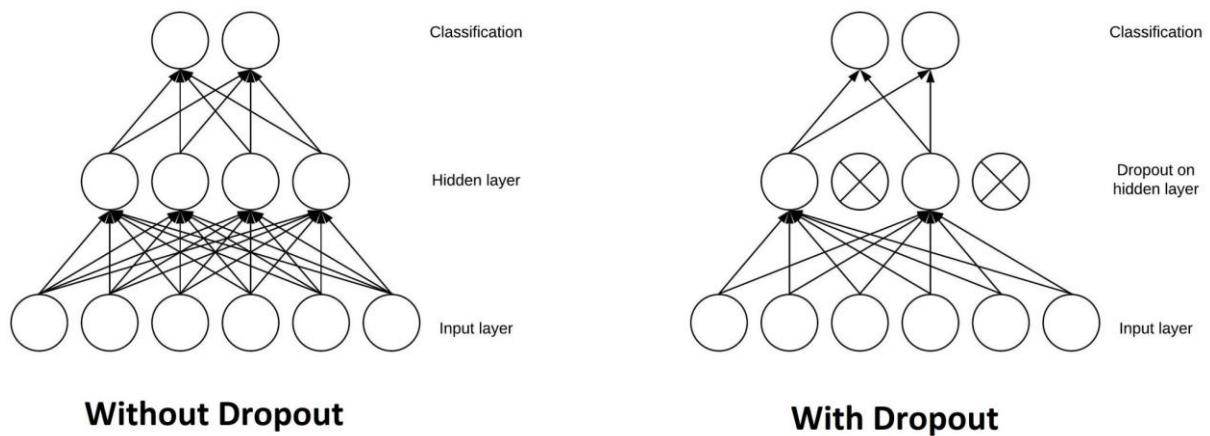 Classification
Hidden layer
Input layer
Without Dropout
Classification
Dropout on
hidden layer
Input layer
With Dropout